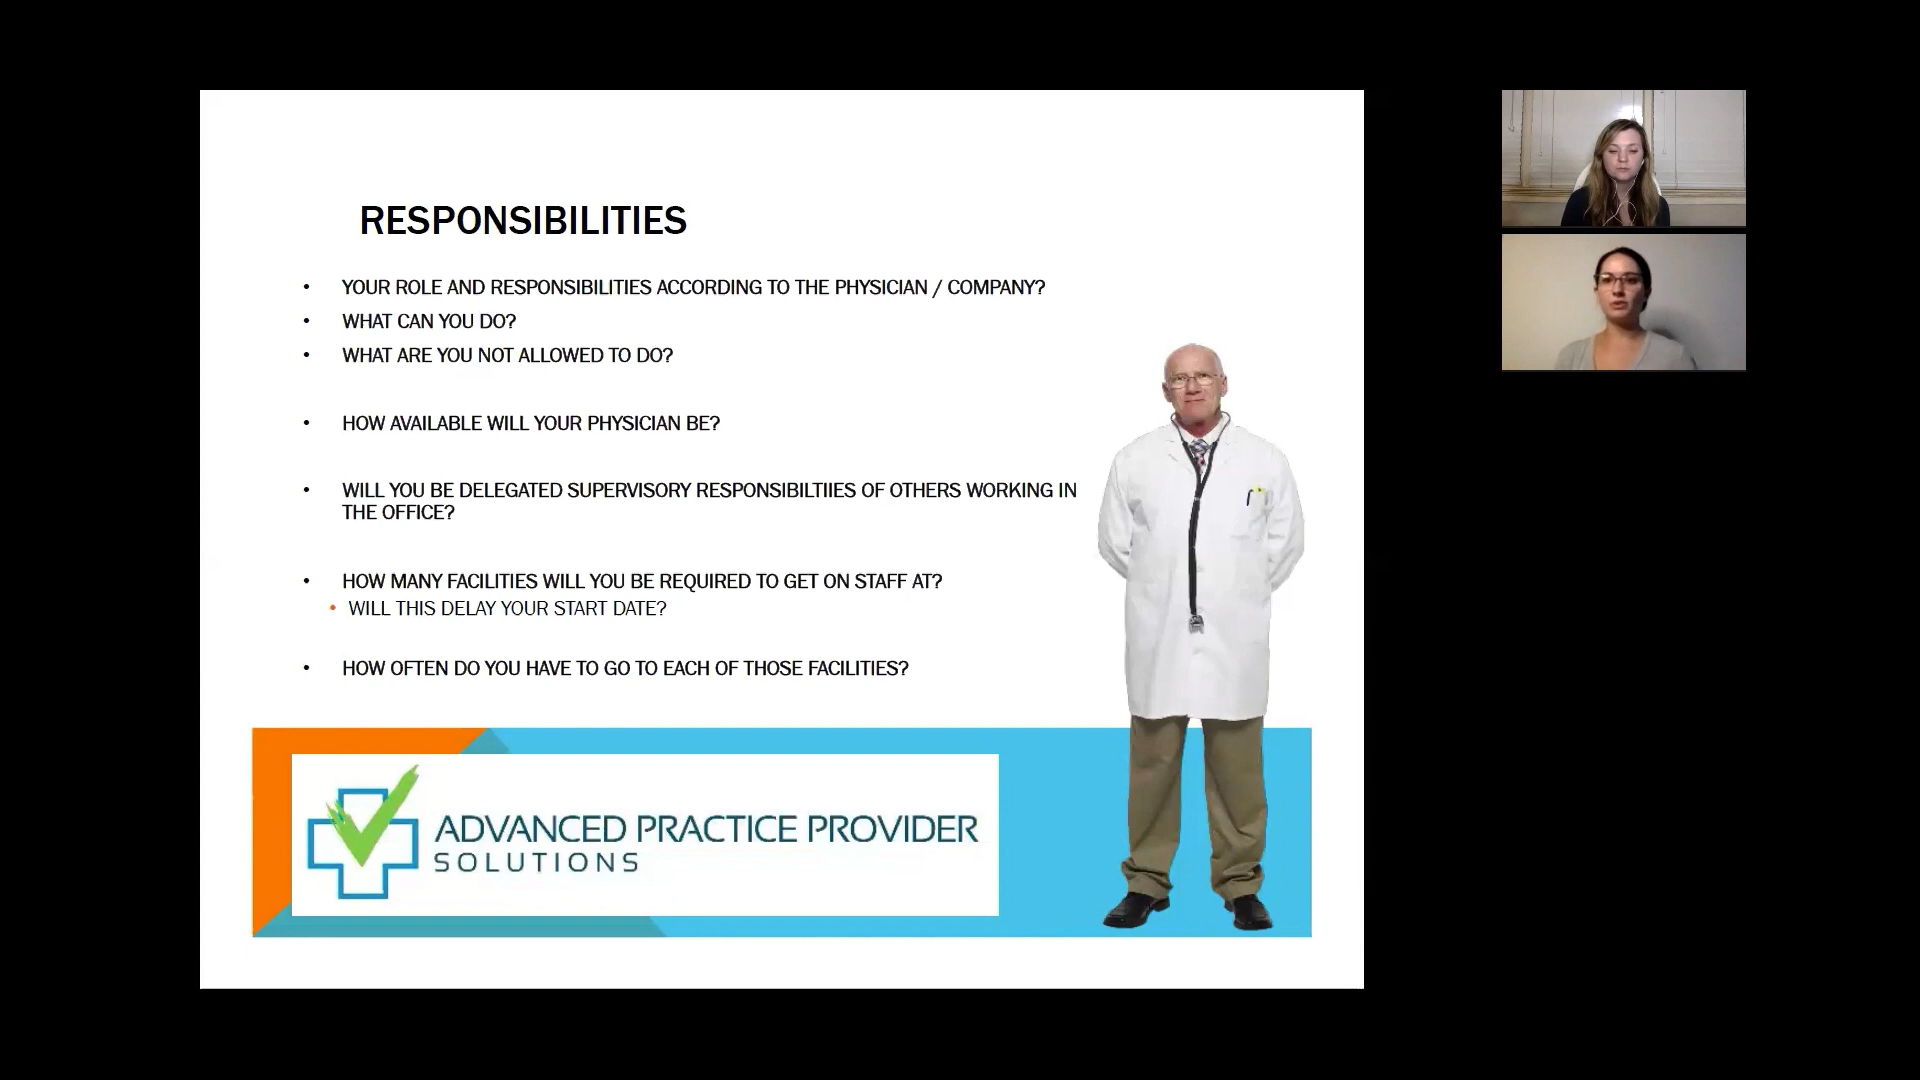 RESPONSIBILITIES
• YOUR ROLE AND RESPONSIBILITIES ACCORDING TO THE PHYSICIAN / COMPANY?
• WHAT CAN YOU DO?
• WHAT ARE YOU NOT ALLOWED TO DO?
• HOW AVAILABLE WILL YOUR PHYSICIAN BE?
• WILL YOU BE DELEGATED SUPERVISORY RESPONSIBILTIIES OF OTHERS WORKING IN
THE OFFICE?
• HOW MANY FACILITIES WILL YOU BE REQUIRED TO GET ON STAFF AT?
• WILL THIS DELAY YOUR START DATE?
• HOW OFTEN DO YOU HAVE TO GO TO EACH OF THOSE FACILITIES?
ADVANCED PRACTICE PROVIDER
SOLUTIONS